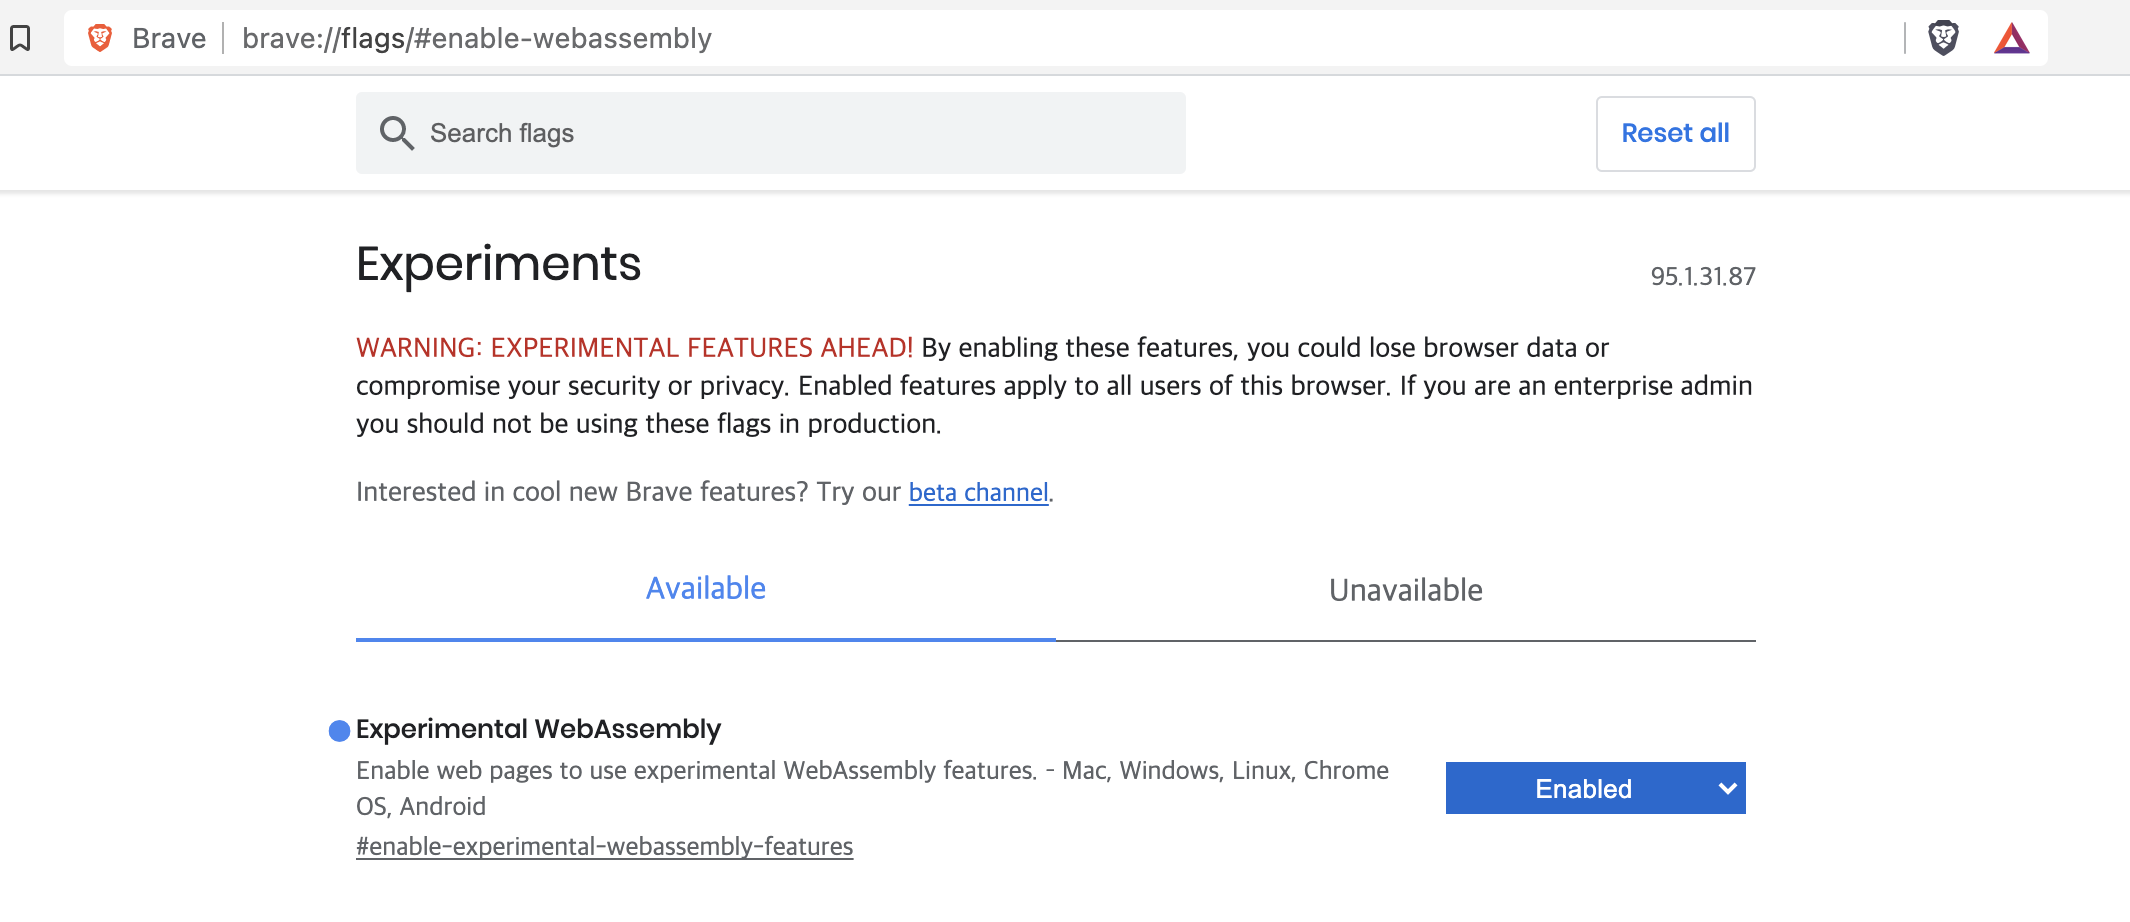 Brave brave://flags/#enable-webassembly
Search flags
Reset all
Experiments
95.1.31.87
WARNING: EXPERIMENTAL FEATURES AHEAD! By enabling these features, you could lose browser data or
compromise your security or privacy. Enabled features apply to all users of this browser. If you are an enterprise admin
you should not be using these flags in production.
Interested in cool new Brave features? Try our beta channel.
Available
Unavailable
Experimental WebAssembly
Enable web pages to use experimental WebAssembly features. - Mac, Windows, Linux, Chrome
OS, Android
#enable-experimental-webassembly-features
Enabled